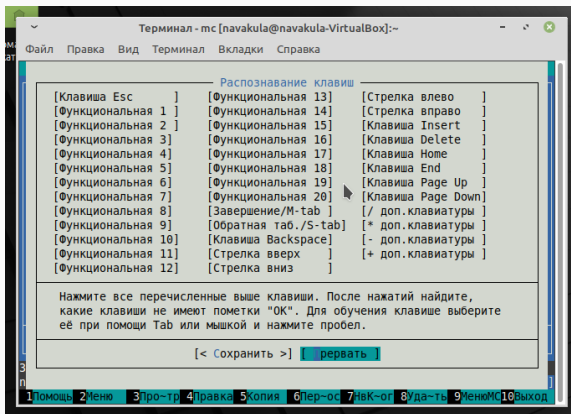 Терминал - mc [navakula@navakula-VirtualBox]:~
Файл Правка Вид Терминал Вкладки Справка
Распознавание клавиш
[Клавиша Esc ] [Функциональная 13] [Стрелка влево ]
[Функциональная 1 ] [Функциональная 14] [Стрелка вправо ]
[Функциональная 2 ] [Функциональная 15] [Клавиша Insert ]
[Функциональная 3] [Функциональная 16] [Клавиша Delete ]
[Функциональная 4] [Функциональная 17] [Клавиша Home ]
[Функциональная 5] [Функциональная 18] [Клавиша End ]
[Функциональная 6] [Функциональная 19] [Клавиша Page Up ]
[Функциональная 7] [Функциональная 20] [Клавиша Page Down]
[Функциональная 8] [Завершение/M-tab ] [/ доп.клавиатуры ]
[Функциональная 9] [Обратная таб./S-tab] [* доп.клавиатуры ]
[Функциональная 10] [Клавиша Backspace] [- доп.клавиатуры ]
[Функциональная 11] [Стрелка вверх ] [+ доп.клавиатуры ]
[Функциональная 12] [Стрелка вниз ]
Нажмите все перечисленные выше клавиши. После нажатий найдите,
какие клавиши не имеют пометки "OK". Для обучения клавише выберите
её при помощи Tab или мышкой и нажмите пробел.
[< Сохранить >] [ Прервать ]
1Помощь 2Меню 3Про~тр 4Правка 5Копия 6Пер~ос 7НвК~ог 8Уда~ть 9МенюMC 10Выход